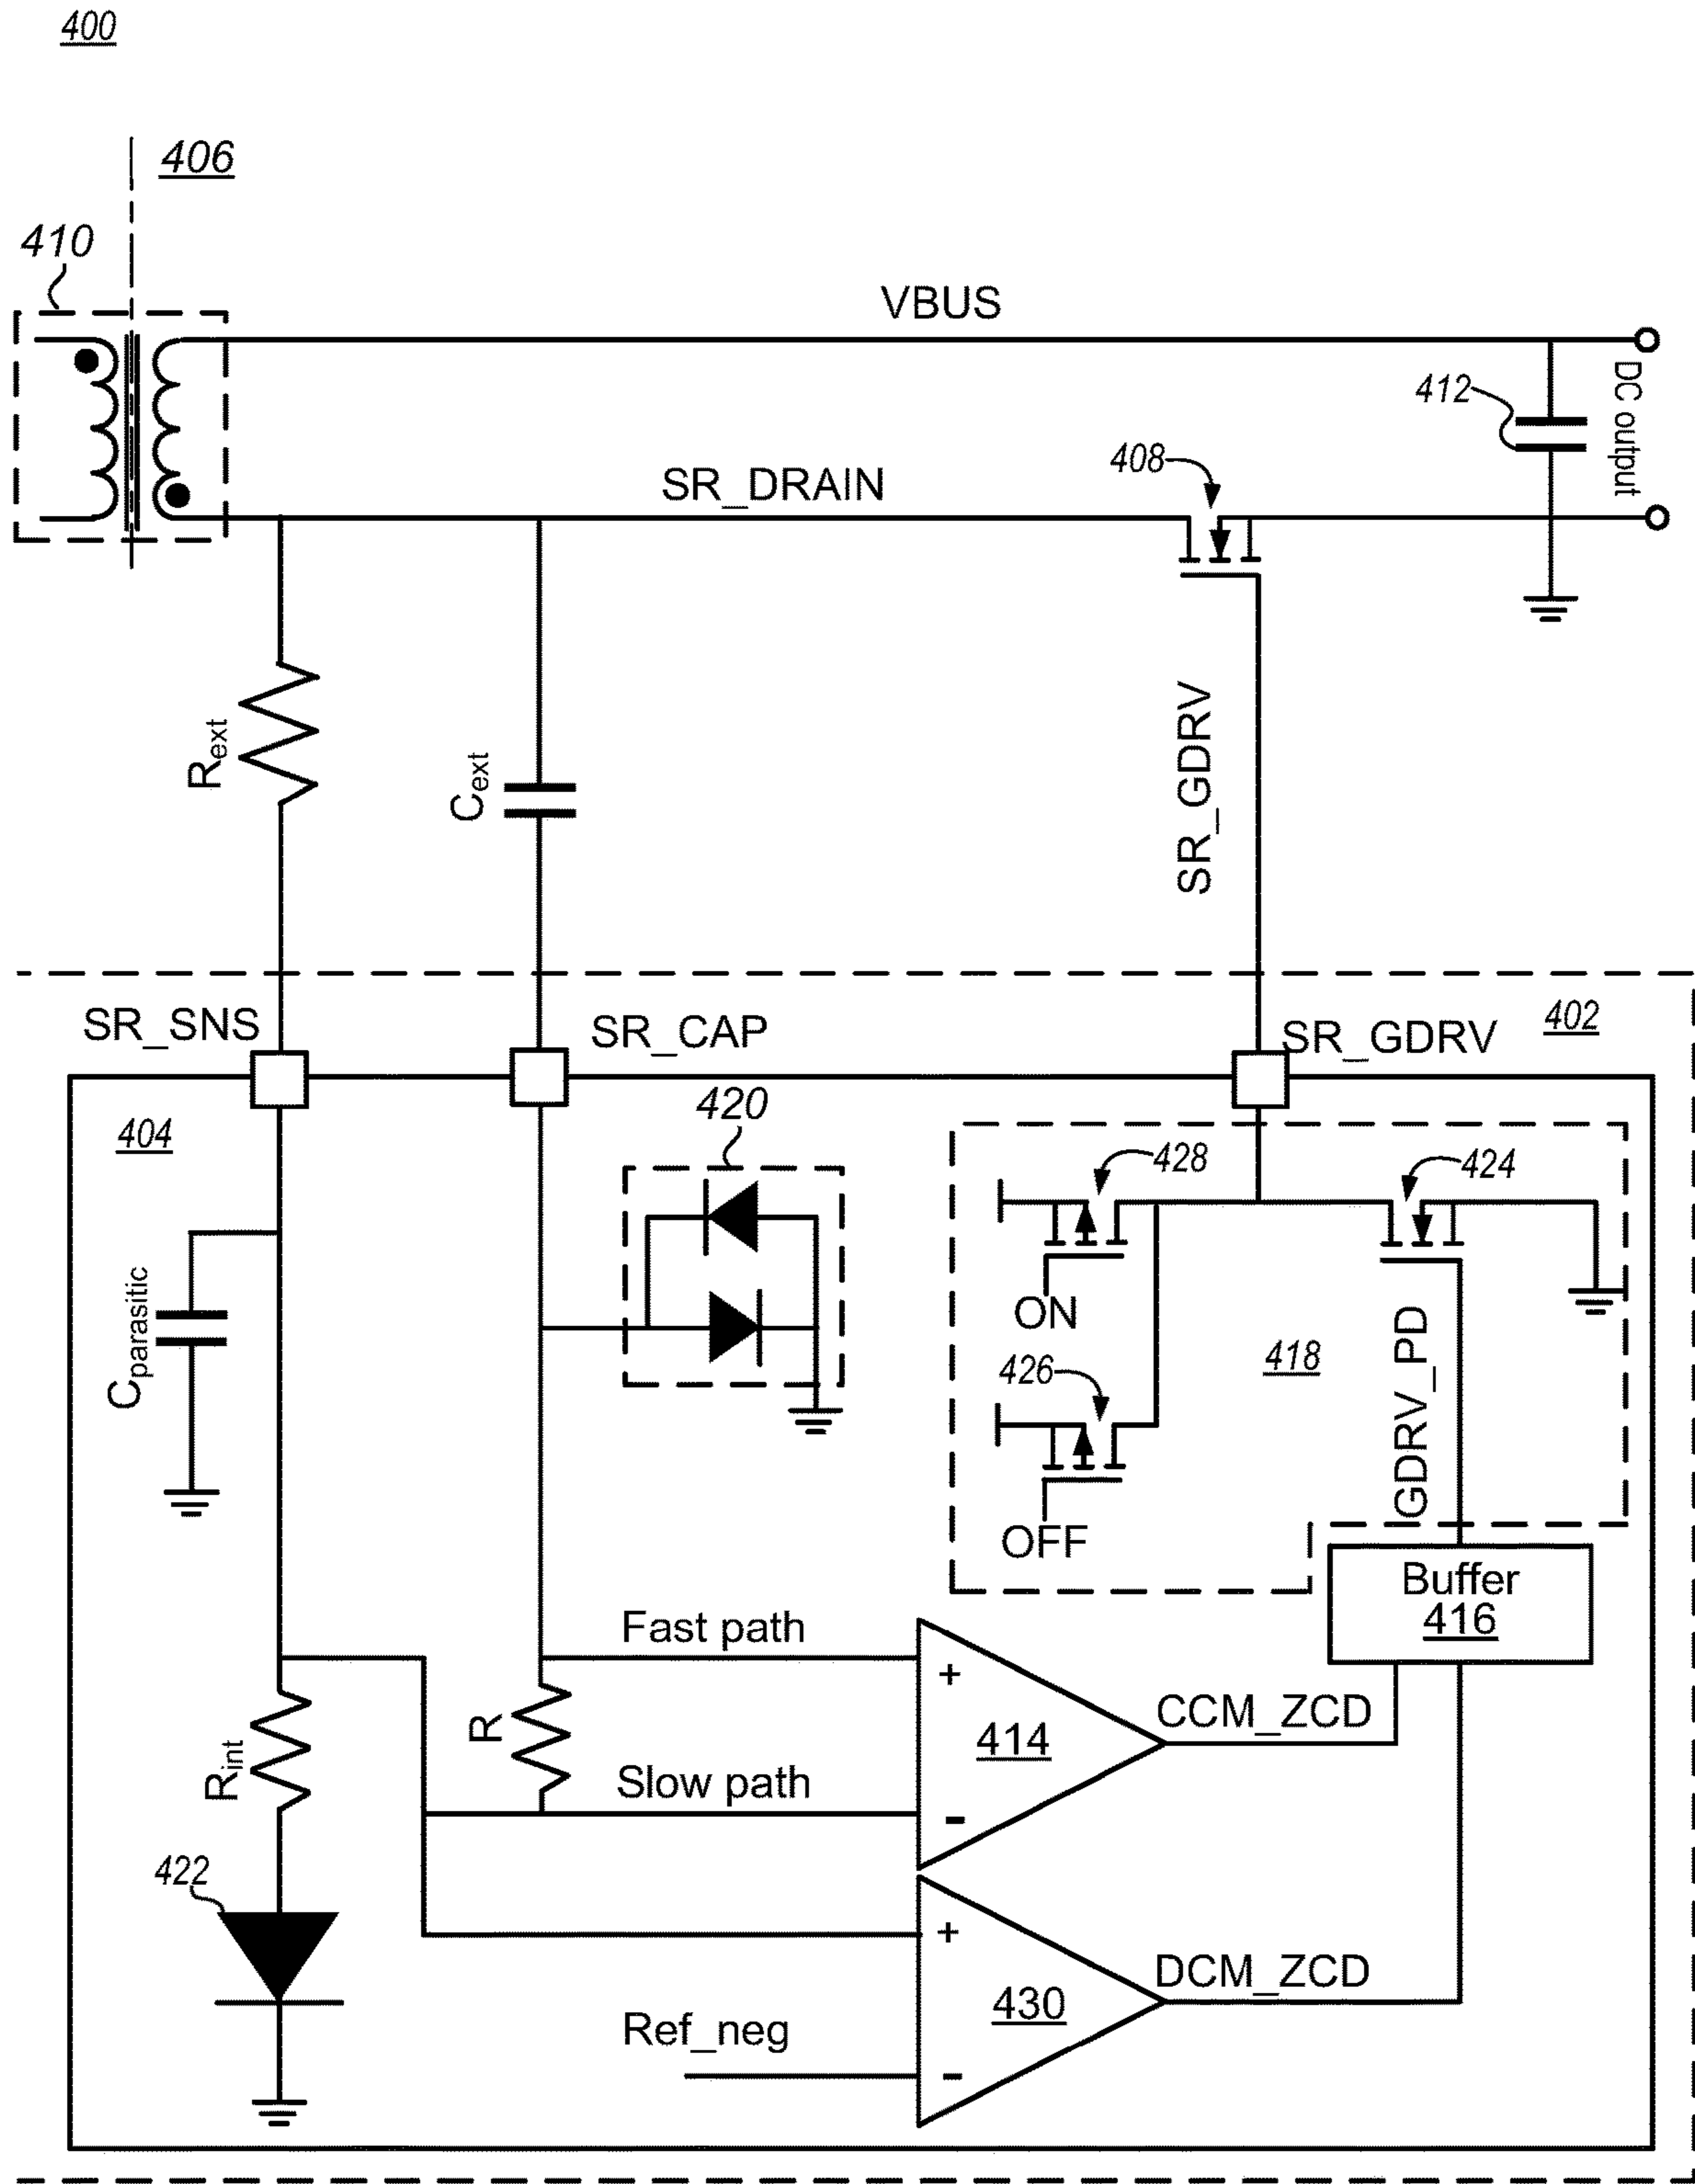 400
406
410
VBUS
412
DC output
408
SR_DRAIN
Rext
Cext
SR_GDRV
SR_SNS
SR_CAP
SR_GDRV
402
404
420
428
424
ON
Cparasitic
418
426
GDRV_PD
OFF
Buffer
416
Fast path
+
CCM_ZCD
414
R
Rint
Slow path
-
422
+
DCM_ZCD
430
Ref_neg
-